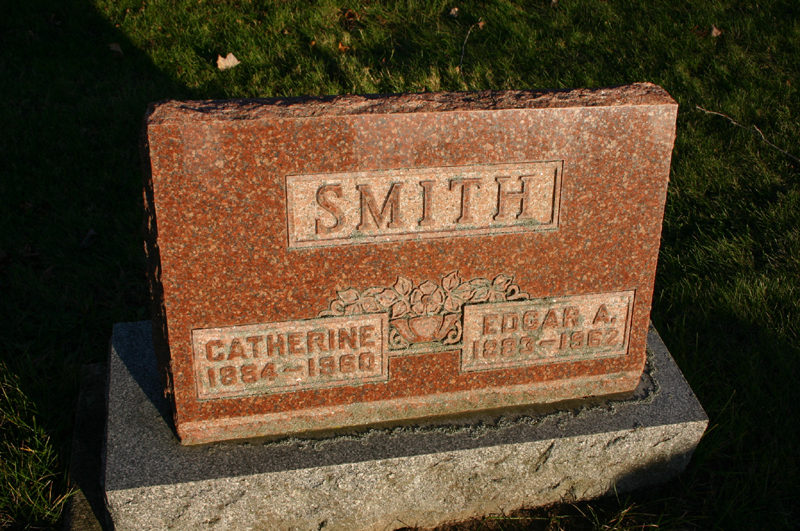 SMITH
CATHERINE
1884–1960
EDGAR A.
1883–1962